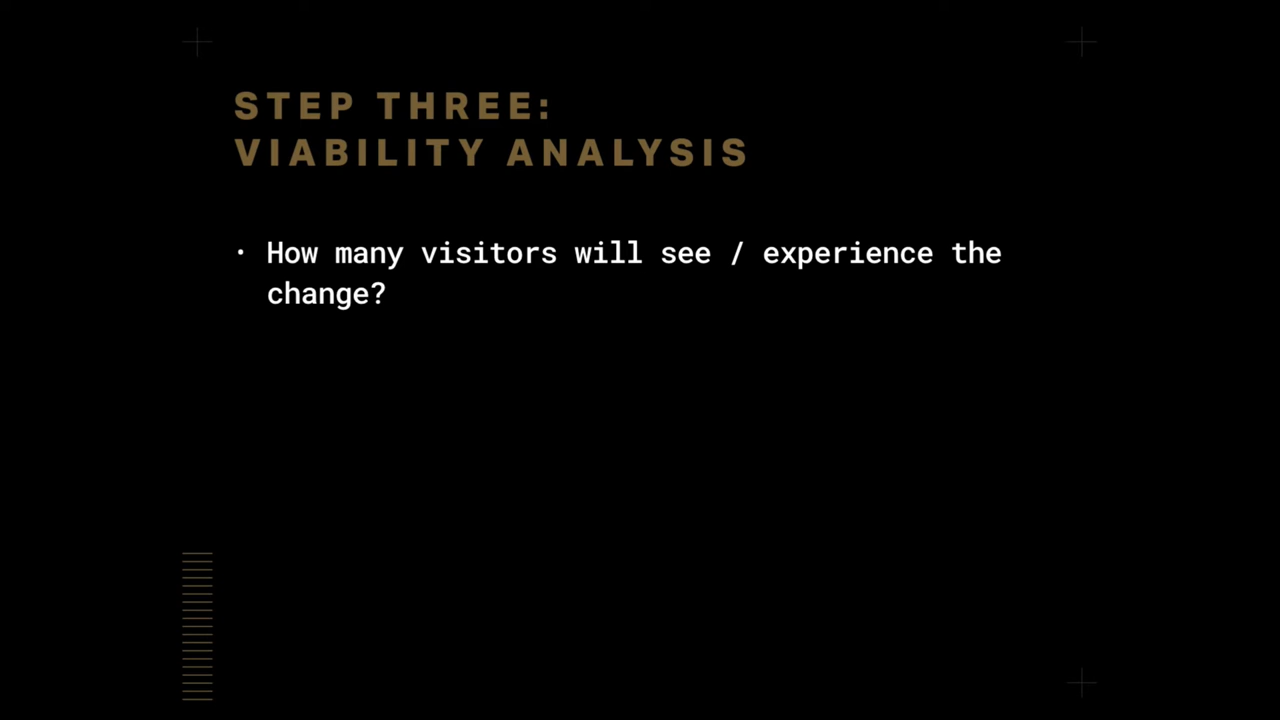 STEP THREE:
VIABILITY ANALYSIS
• How many visitors will see / experience the
change?